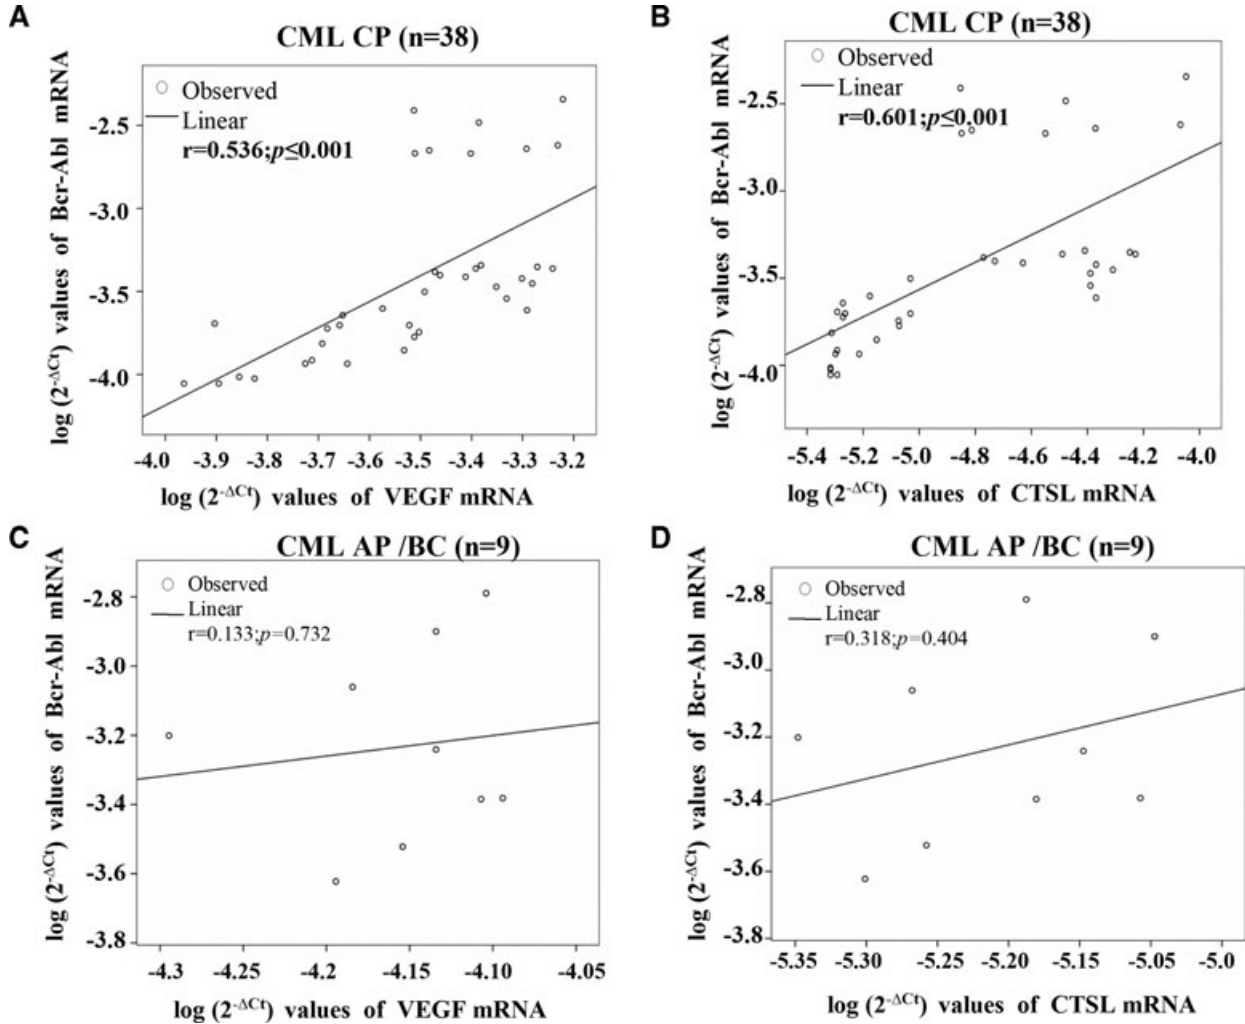 A
CML CP (n=38)
log (2^-ΔCt) values of Bcr-Abl mRNA
Observed
Linear
r=0.536;p≤0.001
-2.5
-3.0
-3.5
-4.0
-4.0 -3.9 -3.8 -3.7 -3.6 -3.5 -3.4 -3.3 -3.2
log (2^-ΔCt) values of VEGF mRNA
B
CML CP (n=38)
log (2^-ΔCt) values of Bcr-Abl mRNA
Observed
Linear
r=0.601;p≤0.001
-2.5
-3.0
-3.5
-4.0
-5.4 -5.2 -5.0 -4.8 -4.6 -4.4 -4.2 -4.0
log (2^-ΔCt) values of CTSL mRNA
C
CML AP /BC (n=9)
log (2^-ΔCt) values of Bcr-Abl mRNA
Observed
Linear
r=0.133;p=0.732
-2.8
-3.0
-3.2
-3.4
-3.6
-3.8
-4.3 -4.25 -4.2 -4.15 -4.10 -4.05
log (2^-ΔCt) values of VEGF mRNA
D
CML AP /BC (n=9)
log (2^-ΔCt) values of Bcr-Abl mRNA
Observed
Linear
r=0.318;p=0.404
-2.8
-3.0
-3.2
-3.4
-3.6
-3.8
-5.35 -5.30 -5.25 -5.20 -5.15 -5.05 -5.0
log (2^-ΔCt) values of CTSL mRNA